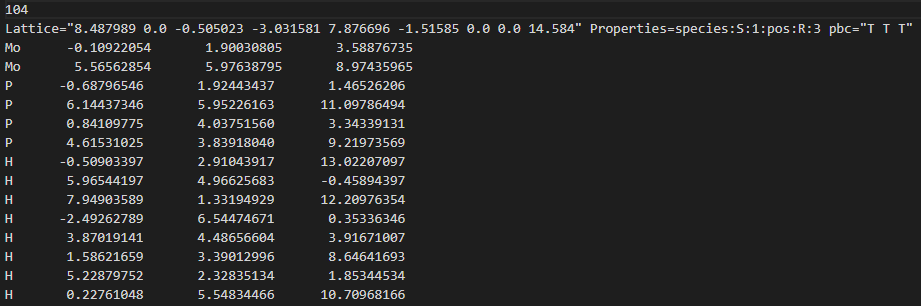 104
Lattice="8.487989 0.0 -0.505023 -3.031581 7.876696 -1.51585 0.0 0.0 14.584" Properties=species:S:1:pos:R:3 pbc="T T T"
Mo -0.10922054 1.90030805 3.58876735
Mo 5.56562854 5.97638795 8.97435965
P -0.68796546 1.92443437 1.46526206
P 6.14437346 5.95226163 11.09786494
P 0.84109775 4.03751560 3.34339131
P 4.61531025 3.83918040 9.21973569
H -0.50903397 2.91043917 13.02207097
H 5.96544197 4.96625683 -0.45894397
H 7.94903589 1.33194929 12.20976354
H -2.49262789 6.54474671 0.35336346
H 3.87019141 4.48656604 3.91671007
H 1.58621659 3.39012996 8.64641693
H 5.22879752 2.32835134 1.85344534
H 0.22761048 5.54834466 10.70968166